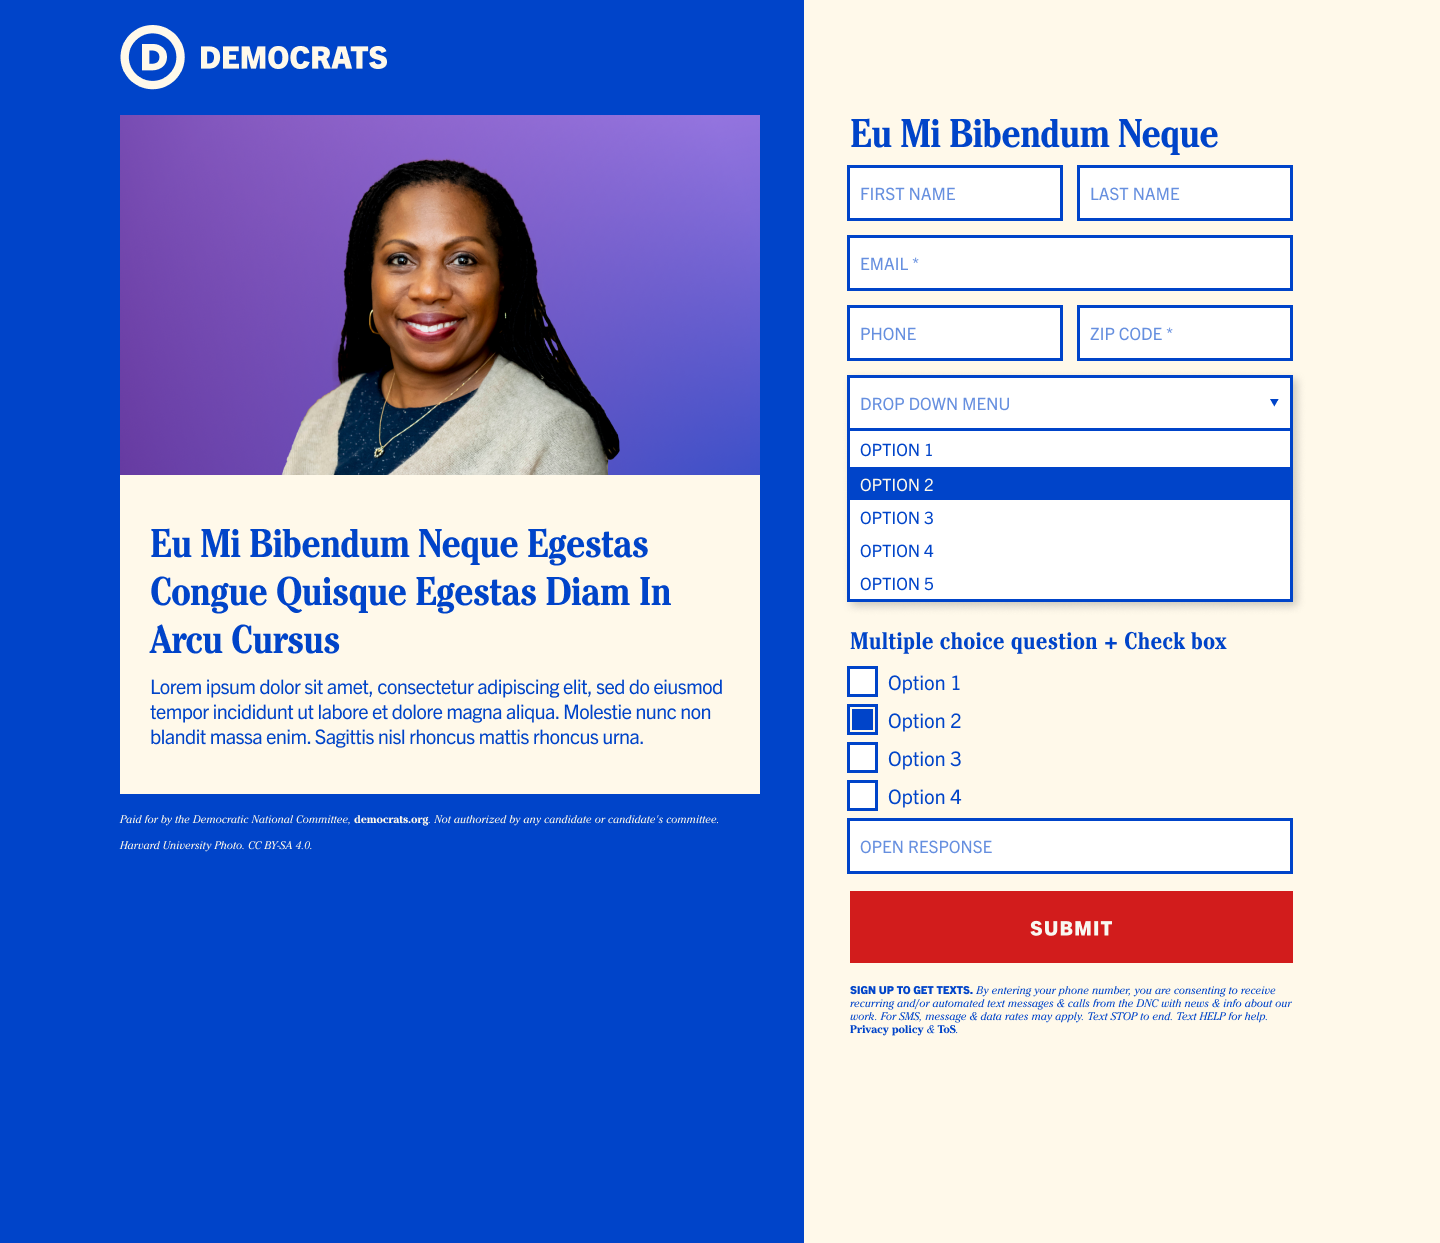 D DEMOCRATS
Eu Mi Bibendum Neque Egestas
Congue Quisque Egestas Diam In
Arcu Cursus
Lorem ipsum dolor sit amet, consectetur adipiscing elit, sed do eiusmod
tempor incididunt ut labore et dolore magna aliqua. Molestie nunc non
blandit massa enim. Sagittis nisl rhoncus mattis rhoncus urna.
Paid for by the Democratic National Committee, democrats.org. Not authorized by any candidate or candidate's committee.
Harvard University Photo. CC BY-SA 4.0.
Eu Mi Bibendum Neque
FIRST NAME
LAST NAME
EMAIL *
PHONE
ZIP CODE *
DROP DOWN MENU
OPTION 1
OPTION 2
OPTION 3
OPTION 4
OPTION 5
Multiple choice question + Check box
Option 1
Option 2
Option 3
Option 4
OPEN RESPONSE
SUBMIT
SIGN UP TO GET TEXTS. By entering your phone number, you are consenting to receive
recurring and/or automated text messages & calls from the DNC with news & info about our
work. For SMS, message & data rates may apply. Text STOP to end. Text HELP for help.
Privacy policy & ToS.